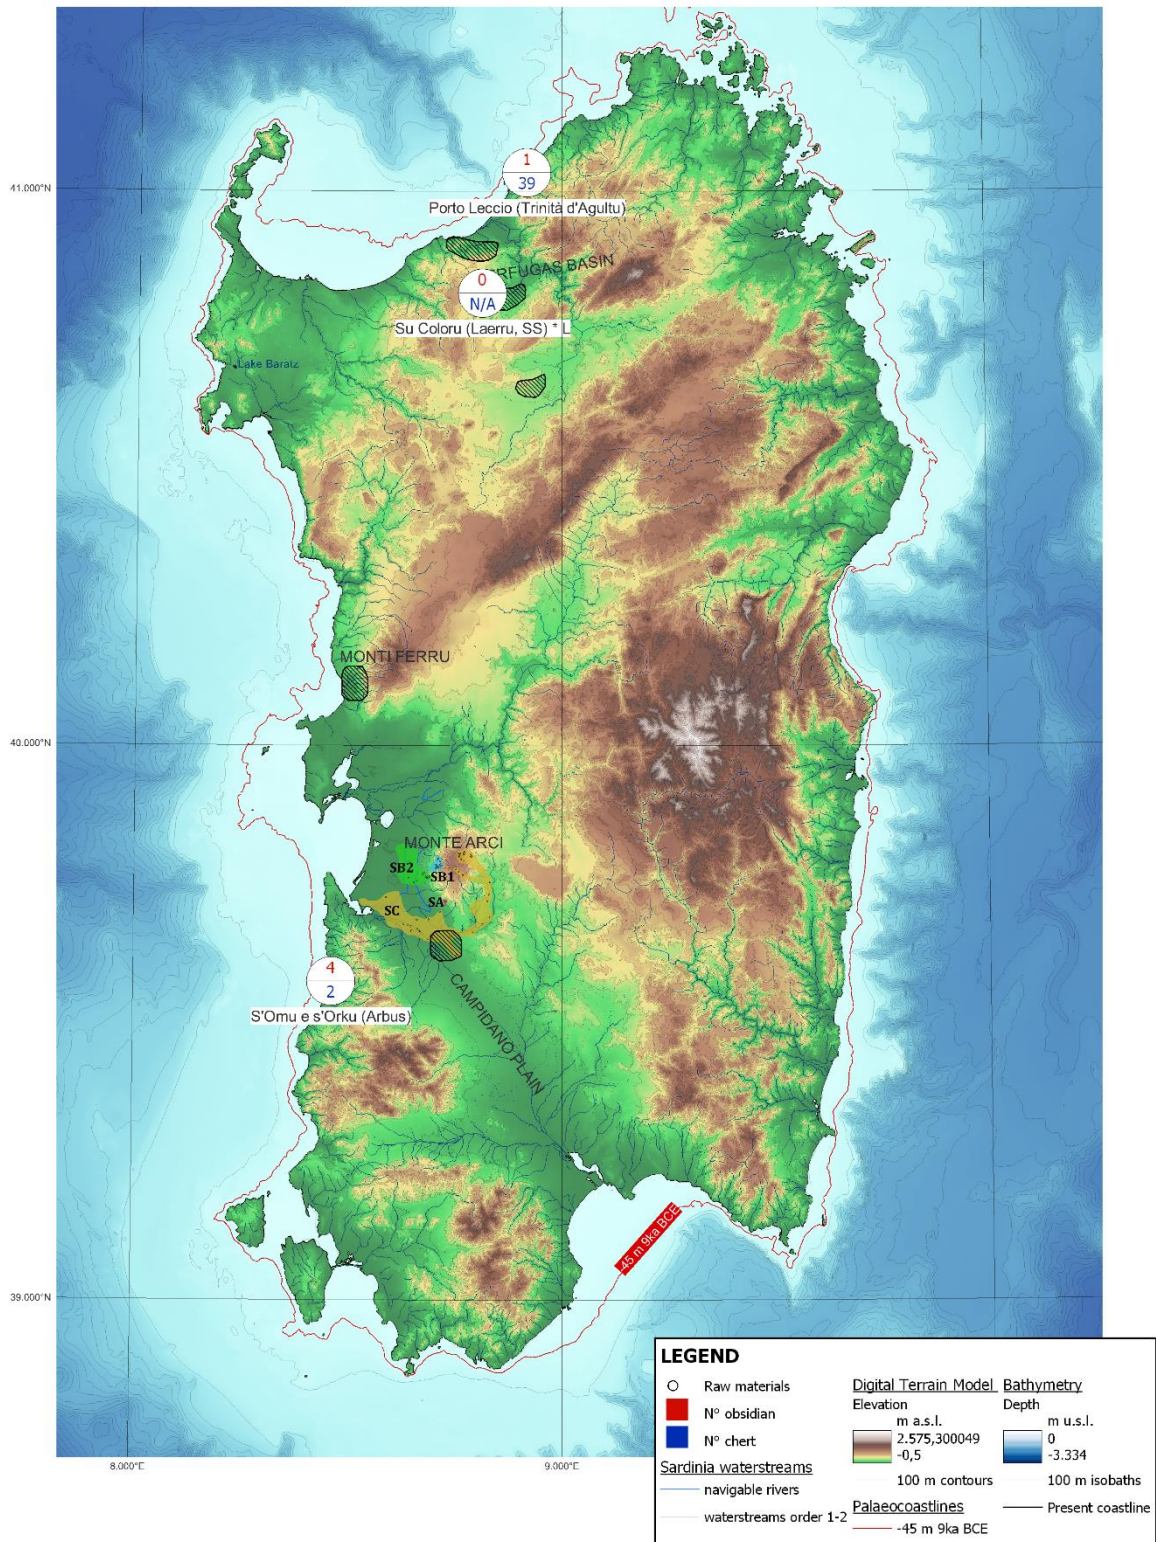 1
41.000°N
39
Porto Leccio (Trinità d'Agultu)
ERFUGAS BASIN
0
N/A
Su Coloru (Laerru, SS) * L
Lake Baratz
MONTI FERRU
40.000°N
MONTE ARCI
SB2
SB1
SA
SC
4
2
S'Omu e s'Orku (Arbus)
CAMPIDANO PLAIN
-45 m 9ka BCE
39.000°N
8.000°E
9.000°E
LEGEND
Raw materials
N° obsidian
N° chert
Sardinia waterstreams
navigable rivers
waterstreams order 1-2
Digital Terrain Model
Elevation
m a.s.l.
2.575,300049
-0,5
100 m contours
Palaeocoastlines
-45 m 9ka BCE
Bathymetry
Depth
m u.s.l.
0
-3.334
100 m isobaths
Present coastline